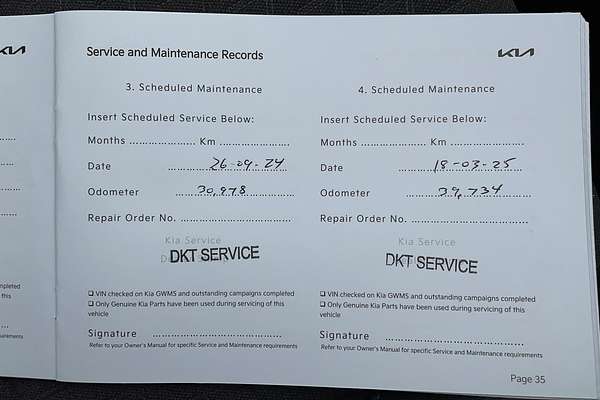 KIA
Service and Maintenance Records
KIA
3. Scheduled Maintenance
Insert Scheduled Service Below:
Months ..................... Km ......................
Date 26-09-24
Odometer 30,978
Repair Order No. ..................................
Kia Service
DKT SERVICE
❑ VIN checked on Kia GWMS and outstanding campaigns completed
❑ Only Genuine Kia Parts have been used during servicing of this
vehicle
Signature .......................................
Refer to your Owner's Manual for specific Service and Maintenance requirements
4. Scheduled Maintenance
Insert Scheduled Service Below:
Months ..................... Km ......................
Date 18-03-25
Odometer 39,734
Repair Order No. ..................................
Kia Service
DKT SERVICE
❑ VIN checked on Kia GWMS and outstanding campaigns completed
❑ Only Genuine Kia Parts have been used during servicing of this
vehicle
Signature .......................................
Refer to your Owner's Manual for specific Service and Maintenance requirements
Page 35